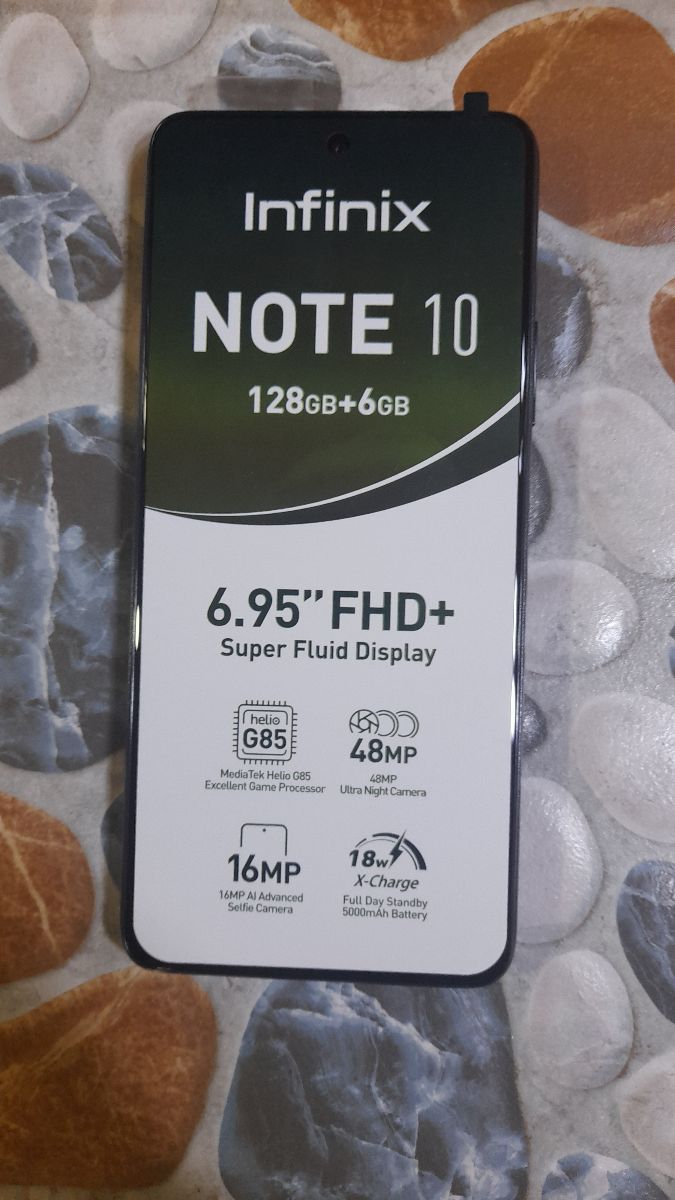 Infinix
NOTE 10
128GB+6GB
6.95” FHD+
Super Fluid Display
helio
G85
MediaTek Helio G85
Excellent Game Processor
48MP
48MP
Ultra Night Camera
16MP
16MP AI Advanced
Selfie Camera
18W
X-Charge
Full Day Standby
5000mAh Battery